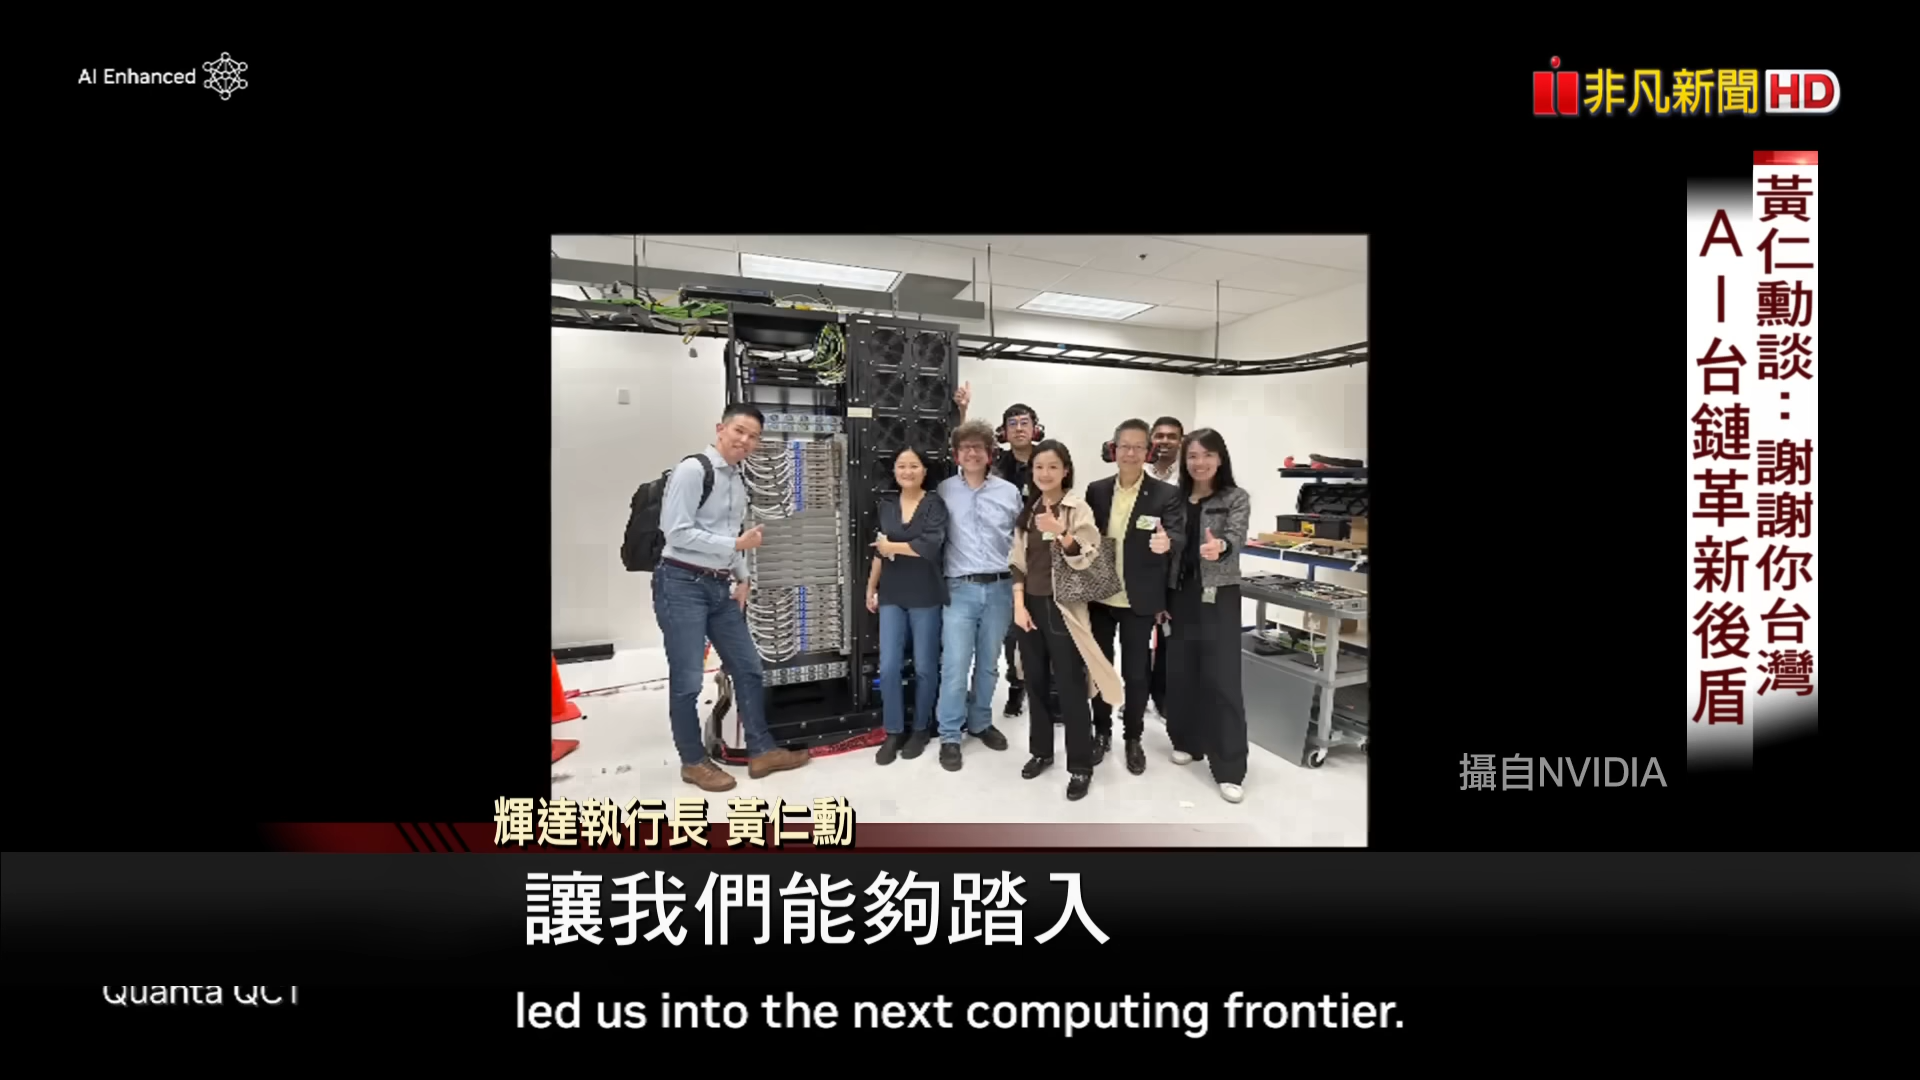 AI Enhanced
非凡新聞HD
黃仁勳談：謝謝你台灣
AI台鏈革新後盾
攝自NVIDIA
輝達執行長 黃仁勳
讓我們能夠踏入
Quanta QCT
led us into the next computing frontier.